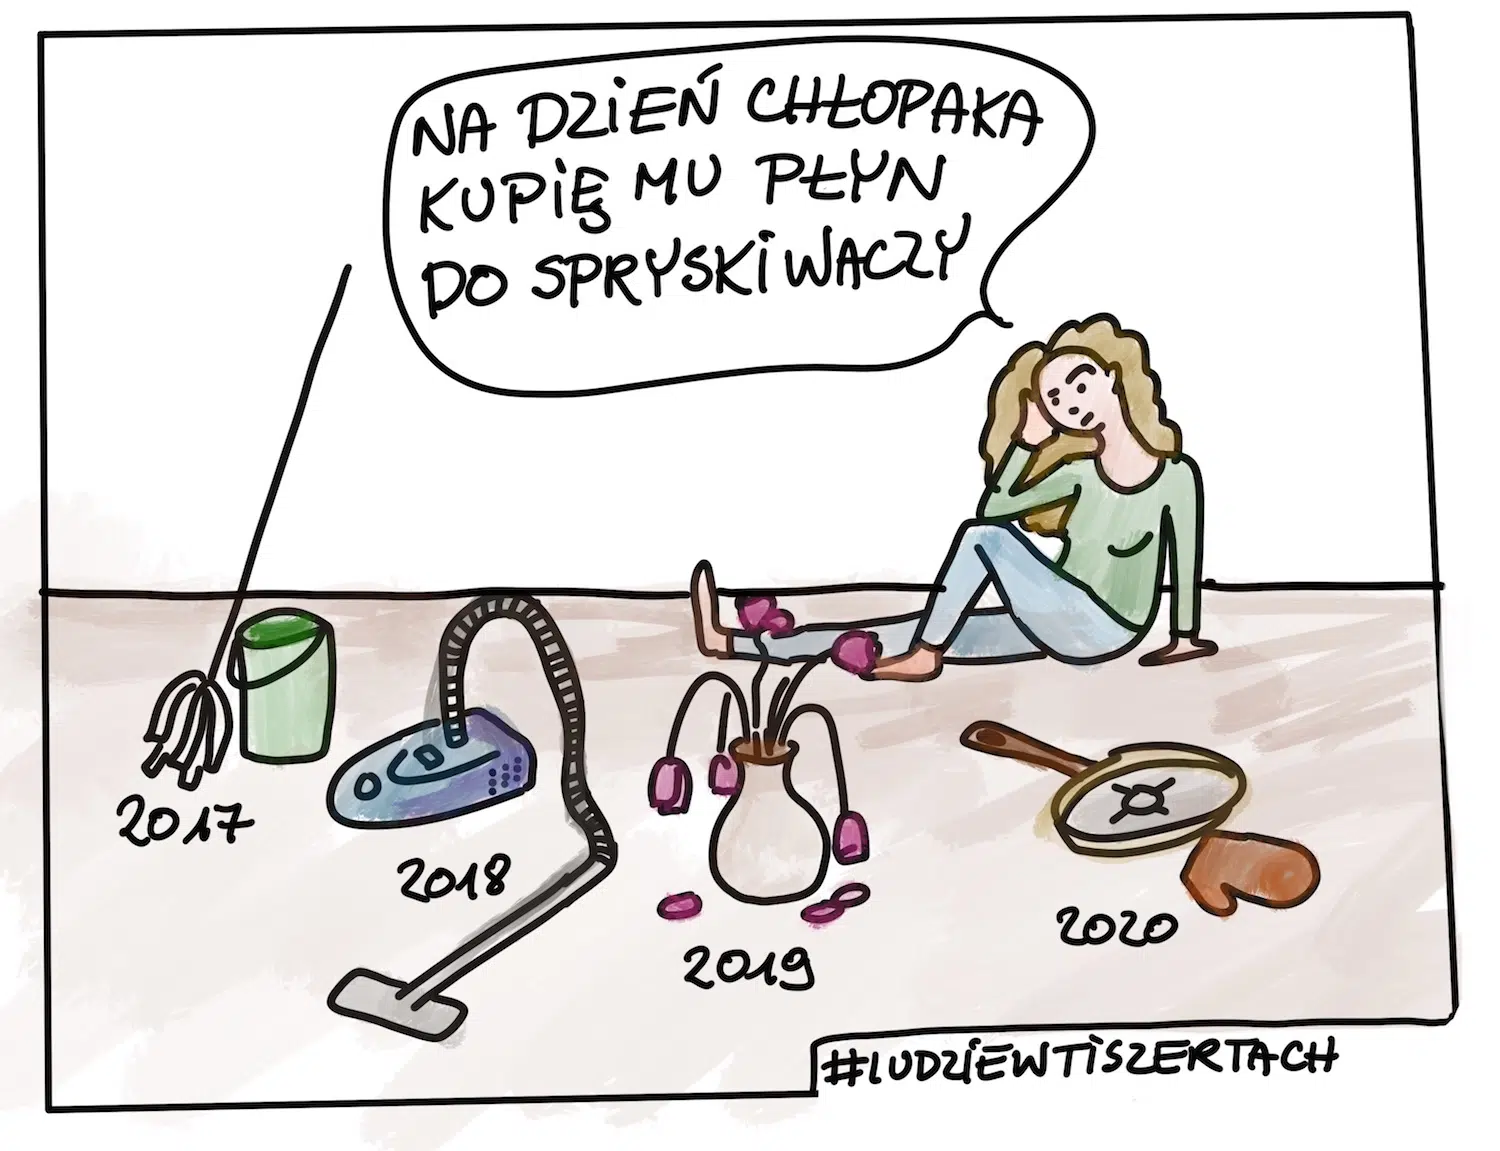 NA DZiEŃ CHŁOPAKA
KUPiĘ MU PŁYN
DO SPRYSKiWACZY
2017
2018
2019
2020
#LUDZiEWTiSZERTACH